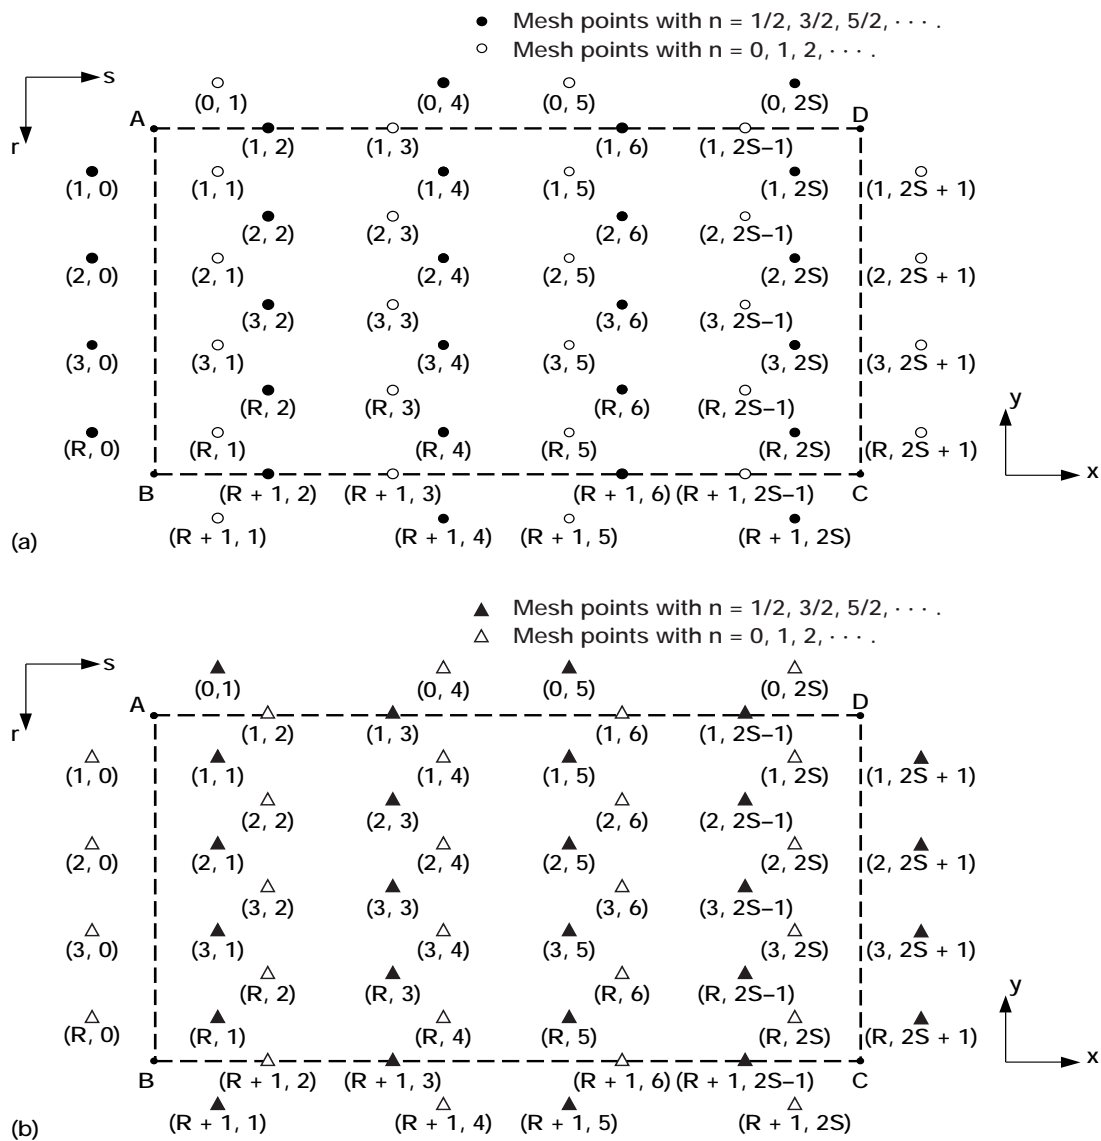 Mesh points with n = 1/2, 3/2, 5/2, · · · ·
Mesh points with n = 0, 1, 2, · · · ·
s
(0, 1) (0, 4) (0, 5) (0, 2S)
A D
r
(1, 2) (1, 3) (1, 6) (1, 2S–1)
(1, 0) (1, 1) (1, 4) (1, 5) (1, 2S) (1, 2S + 1)
(2, 2) (2, 3) (2, 6) (2, 2S–1)
(2, 0) (2, 1) (2, 4) (2, 5) (2, 2S) (2, 2S + 1)
(3, 2) (3, 3) (3, 6) (3, 2S–1)
(3, 0) (3, 1) (3, 4) (3, 5) (3, 2S) (3, 2S + 1)
y
(R, 2) (R, 3) (R, 6) (R, 2S–1)
(R, 0) (R, 1) (R, 4) (R, 5) (R, 2S) (R, 2S + 1)
x
B (R + 1, 2) (R + 1, 3) (R + 1, 6) (R + 1, 2S–1) C
(R + 1, 1) (R + 1, 4) (R + 1, 5) (R + 1, 2S)
(a)
Mesh points with n = 1/2, 3/2, 5/2, · · · ·
Mesh points with n = 0, 1, 2, · · · ·
s
(0,1) (0, 4) (0, 5) (0, 2S)
A D
r
(1, 2) (1, 3) (1, 6) (1, 2S–1)
(1, 0) (1, 1) (1, 4) (1, 5) (1, 2S) (1, 2S + 1)
(2, 2) (2, 3) (2, 6) (2, 2S–1)
(2, 0) (2, 1) (2, 4) (2, 5) (2, 2S) (2, 2S + 1)
(3, 2) (3, 3) (3, 6) (3, 2S–1)
(3, 0) (3, 1) (3, 4) (3, 5) (3, 2S) (3, 2S + 1)
y
(R, 2) (R, 3) (R, 6) (R, 2S–1)
(R, 0) (R, 1) (R, 4) (R, 5) (R, 2S) (R, 2S + 1)
x
B (R + 1, 2) (R + 1, 3) (R + 1, 6) (R + 1, 2S–1) C
(R + 1, 1) (R + 1, 4) (R + 1, 5) (R + 1, 2S)
(b)